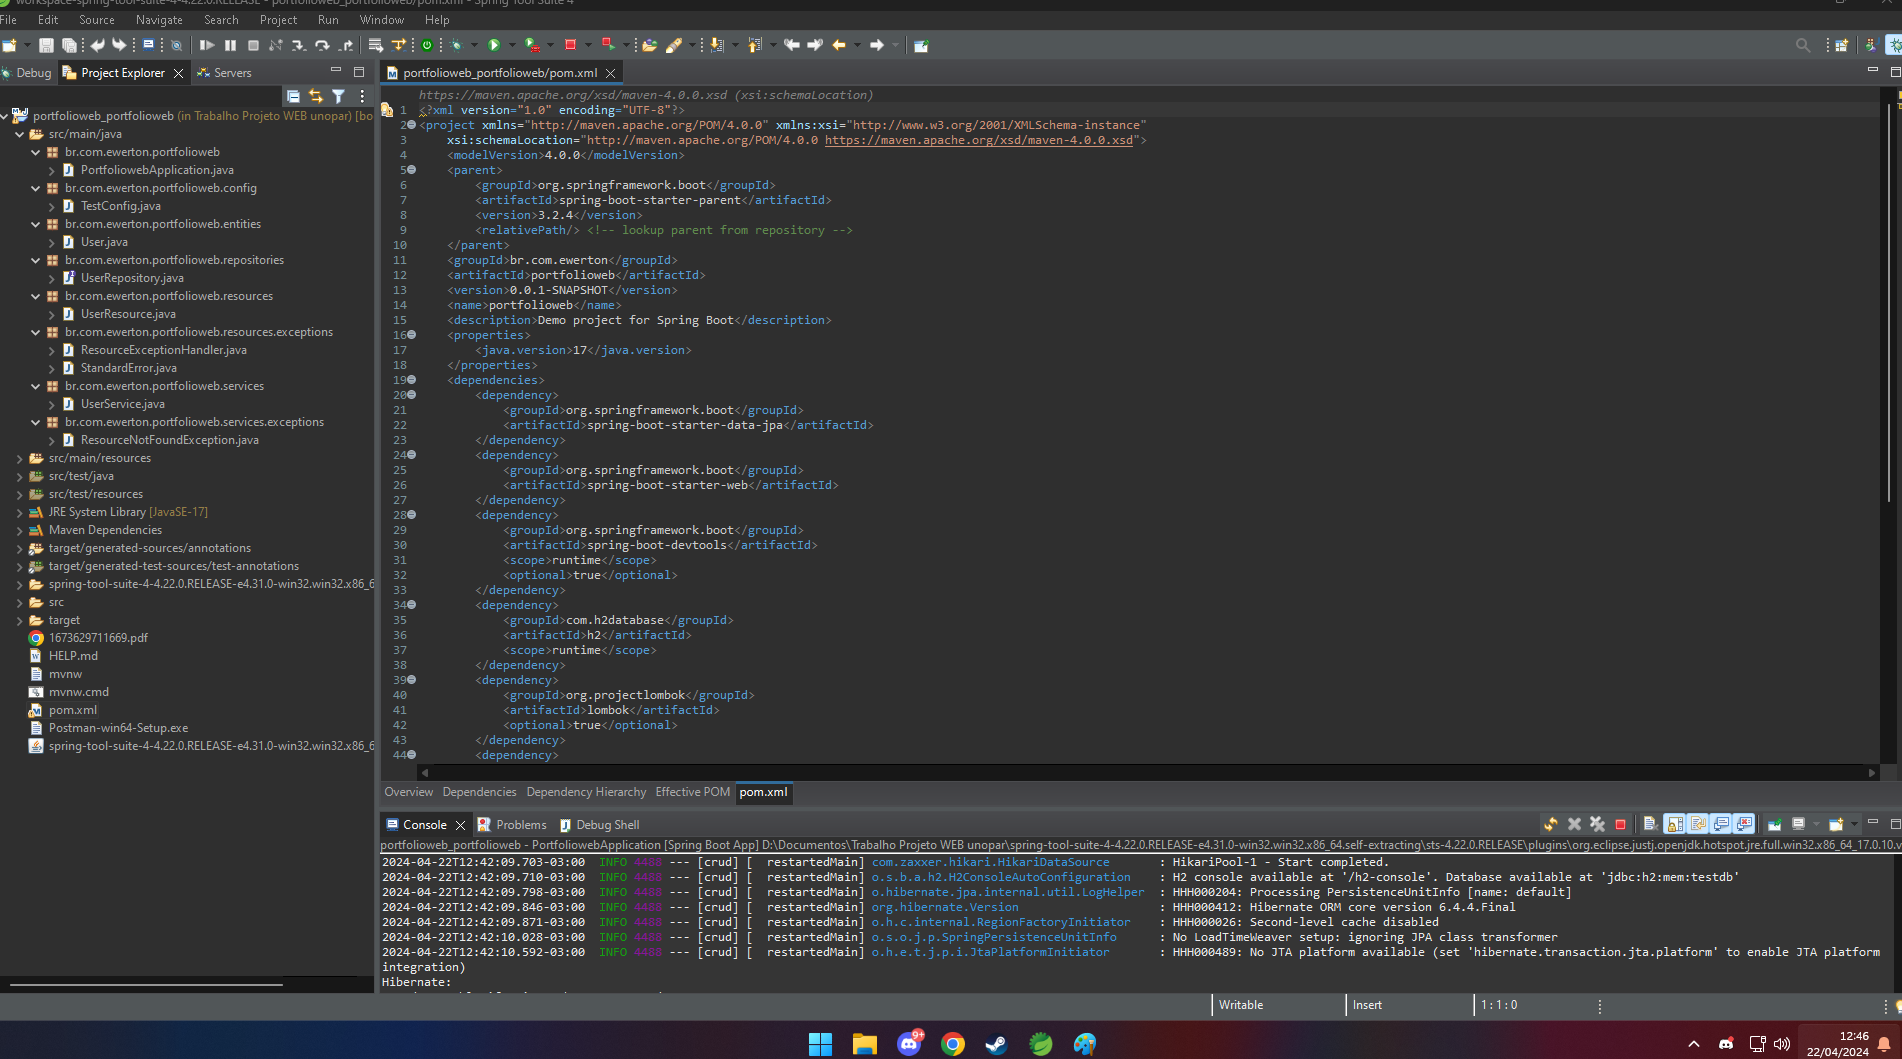 workspace-spring-tool-suite-4-4.22.0.RELEASE - portfolioweb_portfolioweb/pom.xml - Spring Tool Suite 4
File Edit Source Navigate Search Project Run Window Help
Debug Project Explorer Servers
portfolioweb_portfolioweb (in Trabalho Projeto WEB unopar) [bo
src/main/java
br.com.ewerton.portfolioweb
PortfoliowebApplication.java
br.com.ewerton.portfolioweb.config
TestConfig.java
br.com.ewerton.portfolioweb.entities
User.java
br.com.ewerton.portfolioweb.repositories
UserRepository.java
br.com.ewerton.portfolioweb.resources
UserResource.java
br.com.ewerton.portfolioweb.resources.exceptions
ResourceExceptionHandler.java
StandardError.java
br.com.ewerton.portfolioweb.services
UserService.java
br.com.ewerton.portfolioweb.services.exceptions
ResourceNotFoundException.java
src/main/resources
src/test/java
src/test/resources
JRE System Library [JavaSE-17]
Maven Dependencies
target/generated-sources/annotations
target/generated-test-sources/test-annotations
spring-tool-suite-4-4.22.0.RELEASE-e4.31.0-win32.win32.x86_6
src
target
1673629711669.pdf
HELP.md
mvnw
mvnw.cmd
pom.xml
Postman-win64-Setup.exe
spring-tool-suite-4-4.22.0.RELEASE-e4.31.0-win32.win32.x86_6
portfolioweb_portfolioweb/pom.xml
https://maven.apache.org/xsd/maven-4.0.0.xsd (xsi:schemaLocation)
1 <?xml version="1.0" encoding="UTF-8"?>
2 <project xmlns="http://maven.apache.org/POM/4.0.0" xmlns:xsi="http://www.w3.org/2001/XMLSchema-instance"
3 xsi:schemaLocation="http://maven.apache.org/POM/4.0.0 https://maven.apache.org/xsd/maven-4.0.0.xsd">
4 <modelVersion>4.0.0</modelVersion>
5 <parent>
6 <groupId>org.springframework.boot</groupId>
7 <artifactId>spring-boot-starter-parent</artifactId>
8 <version>3.2.4</version>
9 <relativePath/> <!-- lookup parent from repository -->
10 </parent>
11 <groupId>br.com.ewerton</groupId>
12 <artifactId>portfolioweb</artifactId>
13 <version>0.0.1-SNAPSHOT</version>
14 <name>portfolioweb</name>
15 <description>Demo project for Spring Boot</description>
16 <properties>
17 <java.version>17</java.version>
18 </properties>
19 <dependencies>
20 <dependency>
21 <groupId>org.springframework.boot</groupId>
22 <artifactId>spring-boot-starter-data-jpa</artifactId>
23 </dependency>
24 <dependency>
25 <groupId>org.springframework.boot</groupId>
26 <artifactId>spring-boot-starter-web</artifactId>
27 </dependency>
28 <dependency>
29 <groupId>org.springframework.boot</groupId>
30 <artifactId>spring-boot-devtools</artifactId>
31 <scope>runtime</scope>
32 <optional>true</optional>
33 </dependency>
34 <dependency>
35 <groupId>com.h2database</groupId>
36 <artifactId>h2</artifactId>
37 <scope>runtime</scope>
38 </dependency>
39 <dependency>
40 <groupId>org.projectlombok</groupId>
41 <artifactId>lombok</artifactId>
42 <optional>true</optional>
43 </dependency>
44 <dependency>
Overview Dependencies Dependency Hierarchy Effective POM pom.xml
Console Problems Debug Shell
portfolioweb_portfolioweb - PortfoliowebApplication [Spring Boot App] D:\Documentos\Trabalho Projeto WEB unopar\spring-tool-suite-4-4.22.0.RELEASE-e4.31.0-win32.win32.x86_64.self-extracting\sts-4.22.0.RELEASE\plugins\org.eclipse.justj.openjdk.hotspot.jre.full.win32.x86_64_17.0.10.v
2024-04-22T12:42:09.703-03:00 INFO 4488 --- [crud] [ restartedMain] com.zaxxer.hikari.HikariDataSource : HikariPool-1 - Start completed.
2024-04-22T12:42:09.710-03:00 INFO 4488 --- [crud] [ restartedMain] o.s.b.a.h2.H2ConsoleAutoConfiguration : H2 console available at '/h2-console'. Database available at 'jdbc:h2:mem:testdb'
2024-04-22T12:42:09.798-03:00 INFO 4488 --- [crud] [ restartedMain] o.hibernate.jpa.internal.util.LogHelper : HHH000204: Processing PersistenceUnitInfo [name: default]
2024-04-22T12:42:09.846-03:00 INFO 4488 --- [crud] [ restartedMain] org.hibernate.Version : HHH000412: Hibernate ORM core version 6.4.4.Final
2024-04-22T12:42:09.871-03:00 INFO 4488 --- [crud] [ restartedMain] o.h.c.internal.RegionFactoryInitiator : HHH000026: Second-level cache disabled
2024-04-22T12:42:10.028-03:00 INFO 4488 --- [crud] [ restartedMain] o.s.o.j.p.SpringPersistenceUnitInfo : No LoadTimeWeaver setup: ignoring JPA class transformer
2024-04-22T12:42:10.592-03:00 INFO 4488 --- [crud] [ restartedMain] o.h.e.t.j.p.i.JtaPlatformInitiator : HHH000489: No JTA platform available (set 'hibernate.transaction.jta.platform' to enable JTA platform
integration)
Hibernate:
Writable Insert 1 : 1 : 0
9+
12:46
22/04/2024